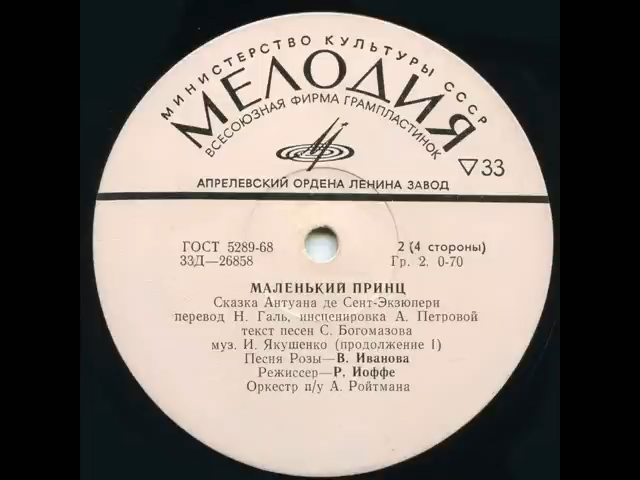 МИНИСТЕРСТВО КУЛЬТУРЫ СССР
МЕЛОДИЯ
ВСЕСОЮЗНАЯ ФИРМА ГРАМПЛАСТИНОК
▽33
АПРЕЛЕВСКИЙ ОРДЕНА ЛЕНИНА ЗАВОД
ГОСТ 5289-68 2 (4 стороны)
33Д—26858 Гр. 2. 0-70
МАЛЕНЬКИЙ ПРИНЦ
Сказка Антуана де Сент-Экзюпери
перевод Н. Галь, инсценировка А. Петровой
текст песен С. Богомазова
муз. И. Якушенко (продолжение I)
Песня Розы—В. Иванова
Режиссер—Р. Иоффе
Оркестр п/у А. Ройтмана